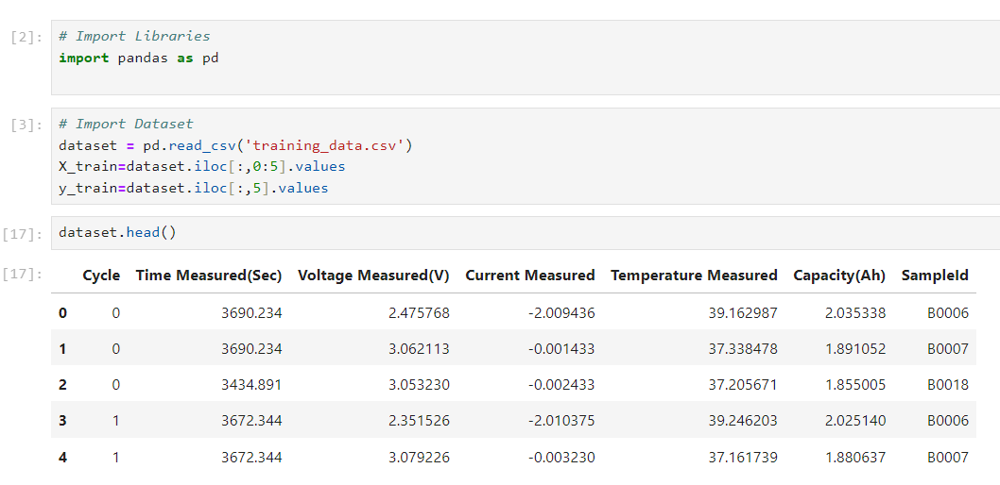 [2]: # Import Libraries
import pandas as pd
[3]: # Import Dataset
dataset = pd.read_csv('training_data.csv')
X_train=dataset.iloc[:,0:5].values
y_train=dataset.iloc[:,5].values
[17]: dataset.head()
[17]: Cycle Time Measured(Sec) Voltage Measured(V) Current Measured Temperature Measured Capacity(Ah) SampleId
0 0 3690.234 2.475768 -2.009436 39.162987 2.035338 B0006
1 0 3690.234 3.062113 -0.001433 37.338478 1.891052 B0007
2 0 3434.891 3.053230 -0.002433 37.205671 1.855005 B0018
3 1 3672.344 2.351526 -2.010375 39.246203 2.025140 B0006
4 1 3672.344 3.079226 -0.003230 37.161739 1.880637 B0007